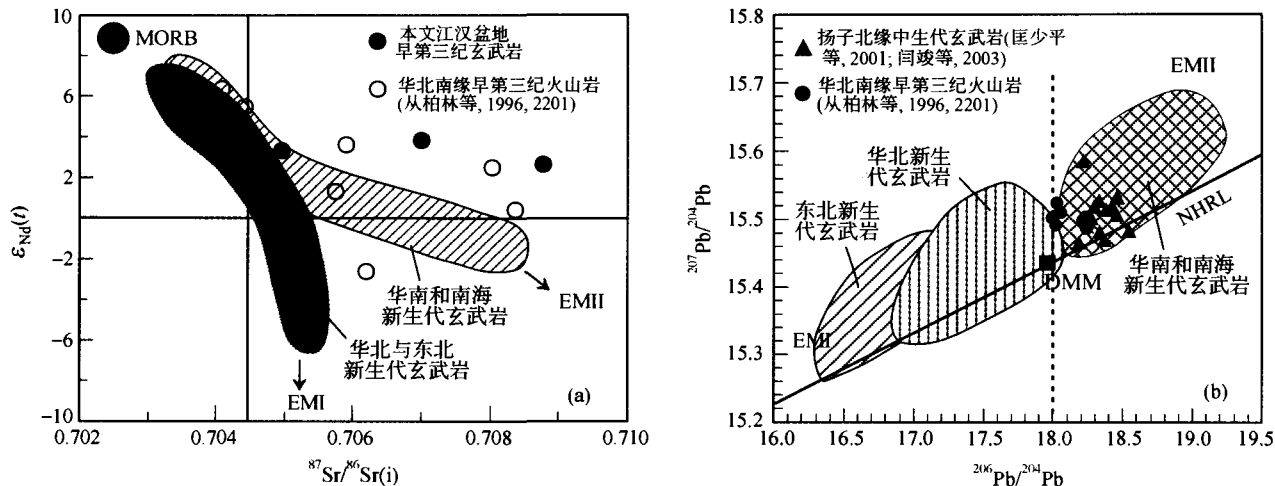 10
8
6
2
-2
-6
-10
εNd(t)
MORB
本文江汉盆地
早第三纪玄武岩
华北南缘早第三纪火山岩
(从柏林等, 1996, 2201)
华南和南海
新生代玄武岩
EMII
华北与东北
新生代玄武岩
EMI
(a)
0.702
0.704
0.706
0.708
0.710
87Sr/86Sr(i)
(b)
15.8
15.7
15.6
15.5
15.4
15.3
15.2
207Pb/204Pb
扬子北缘中生代玄武岩(匡少平
等, 2001; 闫峻等, 2003)
华北南缘早第三纪火山岩
(从柏林等, 1996, 2201)
EMII
华北新生
代玄武岩
东北新生
代玄武岩
NHRL
DMM
华南和南海
新生代玄武岩
EMI
16.0
16.5
17.0
17.5
18.0
18.5
19.0
19.5
206Pb/204Pb